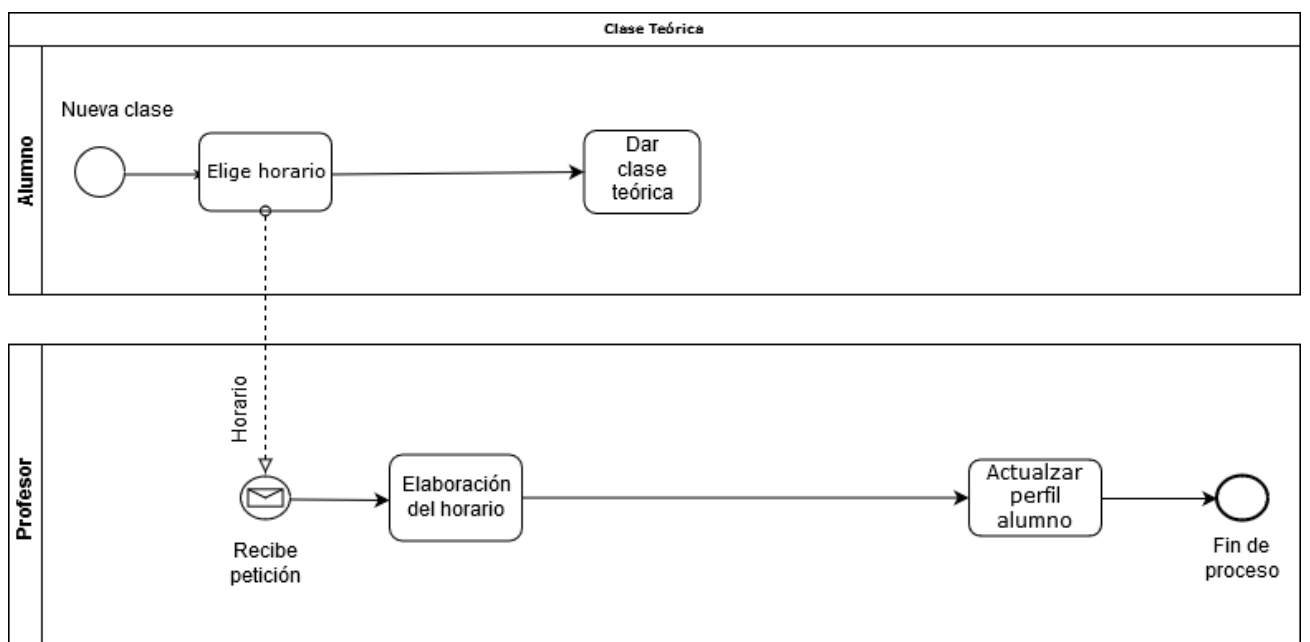 Clase Teórica
Alumno
Nueva clase
Elige horario
Dar
clase
teórica
Horario
Profesor
Recibe
petición
Elaboración
del horario
Actualzar
perfil
alumno
Fin de
proceso